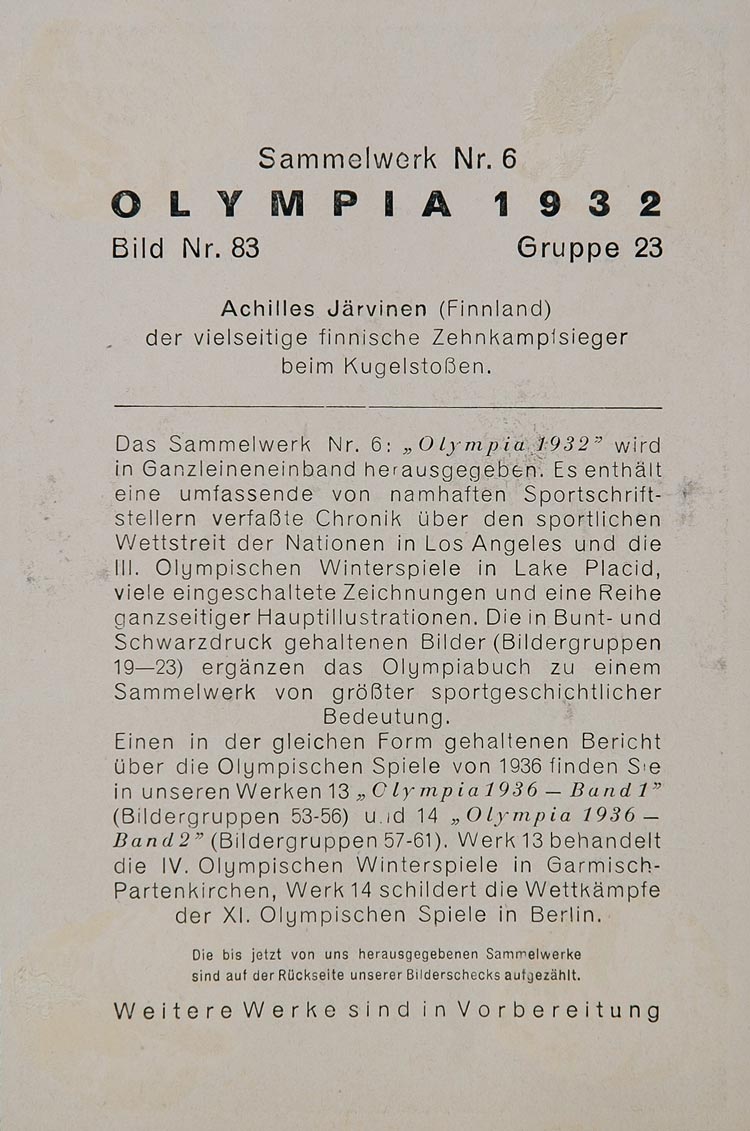 Sammelwerk Nr. 6
OLYMPIA 1932
Bild Nr. 83 Gruppe 23
Achilles Järvinen (Finnland)
der vielseitige finnische Zehnkampfsieger
beim Kugelstoßen.
Das Sammelwerk Nr. 6: „Olympia 1932” wird
in Ganzleineneinband herausgegeben. Es enthält
eine umfassende von namhaften Sportschrift-
stellern verfaßte Chronik über den sportlichen
Wettstreit der Nationen in Los Angeles und die
III. Olympischen Winterspiele in Lake Placid,
viele eingeschaltete Zeichnungen und eine Reihe
ganzseitiger Hauptillustrationen. Die in Bunt- und
Schwarzdruck gehaltenen Bilder (Bildergruppen
19—23) ergänzen das Olympiabuch zu einem
Sammelwerk von größter sportgeschichtlicher
Bedeutung.
Einen in der gleichen Form gehaltenen Bericht
über die Olympischen Spiele von 1936 finden Sie
in unseren Werken 13 „Olympia 1936 — Band 1”
(Bildergruppen 53-56) und 14 „Olympia 1936 —
Band 2” (Bildergruppen 57-61). Werk 13 behandelt
die IV. Olympischen Winterspiele in Garmisch-
Partenkirchen, Werk 14 schildert die Wettkämpfe
der XI. Olympischen Spiele in Berlin.
Die bis jetzt von uns herausgegebenen Sammelwerke
sind auf der Rückseite unserer Bilderschecks aufgezählt.
Weitere Werke sind in Vorbereitung